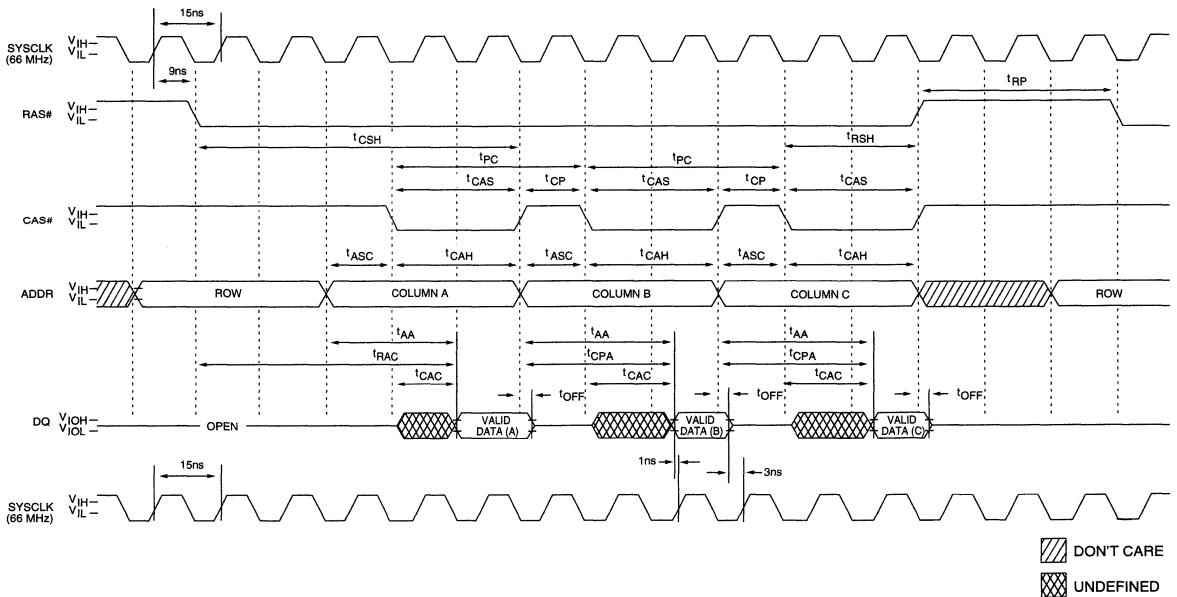 15ns
SYSCLK (66 MHz) VIH VIL
9ns
tRP
RAS# VIH VIL
tCSH tRSH
tPC tPC
tCAS tCP tCAS tCP tCAS
CAS# VIH VIL
tASC tCAH tASC tCAH tASC tCAH
ADDR VIH VIL ROW COLUMN A COLUMN B COLUMN C ROW
tAA tAA tAA
tRAC tCPA tCPA
tCAC tCAC tCAC
tOFF tOFF tOFF
DQ VIOH VIOL OPEN VALID DATA (A) VALID DATA (B) VALID DATA (C)
15ns 1ns 3ns
SYSCLK (66 MHz) VIH VIL
DON'T CARE
UNDEFINED